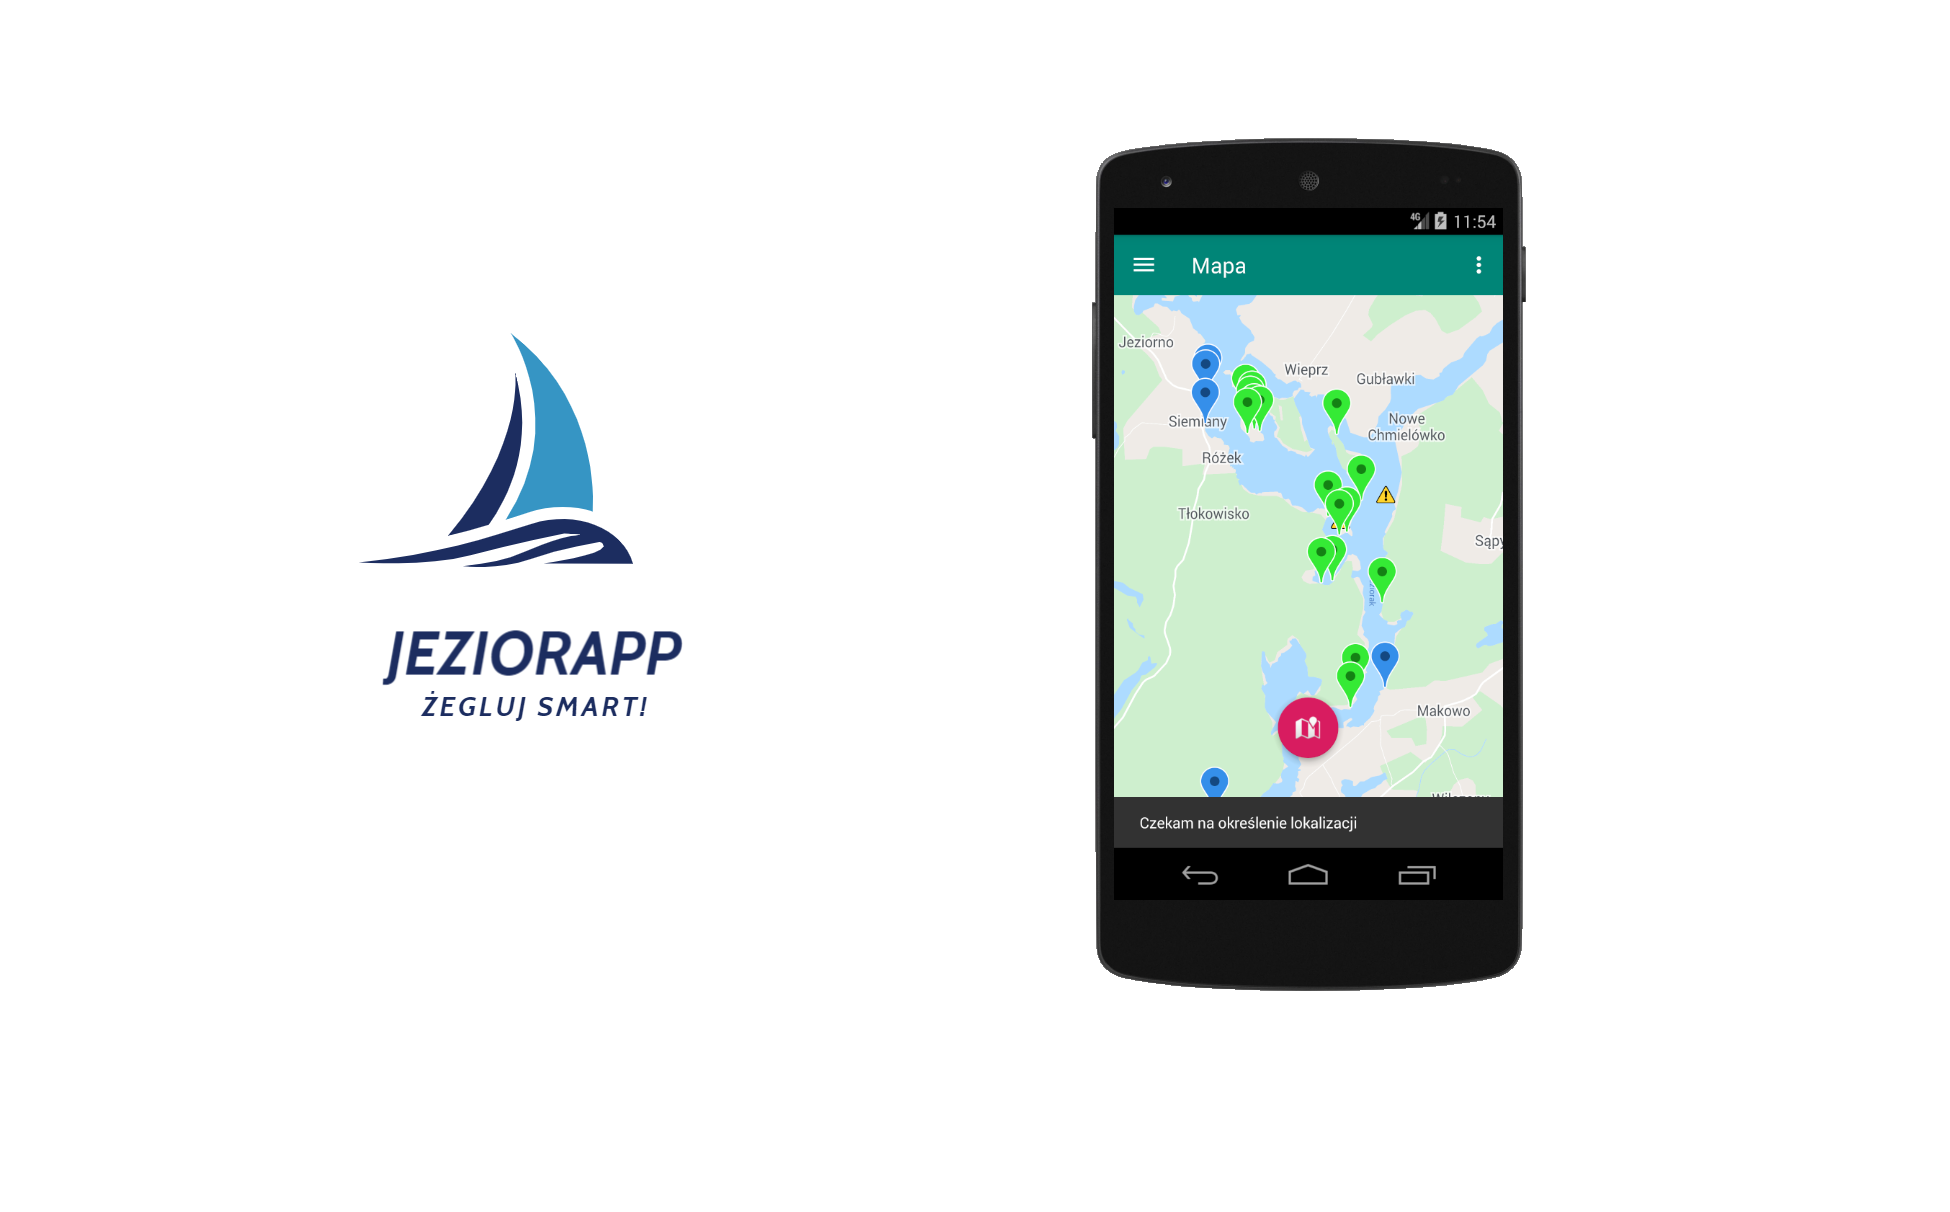 JEZIORAPP
ŻEGLUJ SMART!
4G 11:54
Mapa
Jeziorno
Wieprz
Gubławki
Siemiany
Nowe
Chmielówko
Różek
Tłokowisko
Makowo
Czekam na określenie lokalizacji